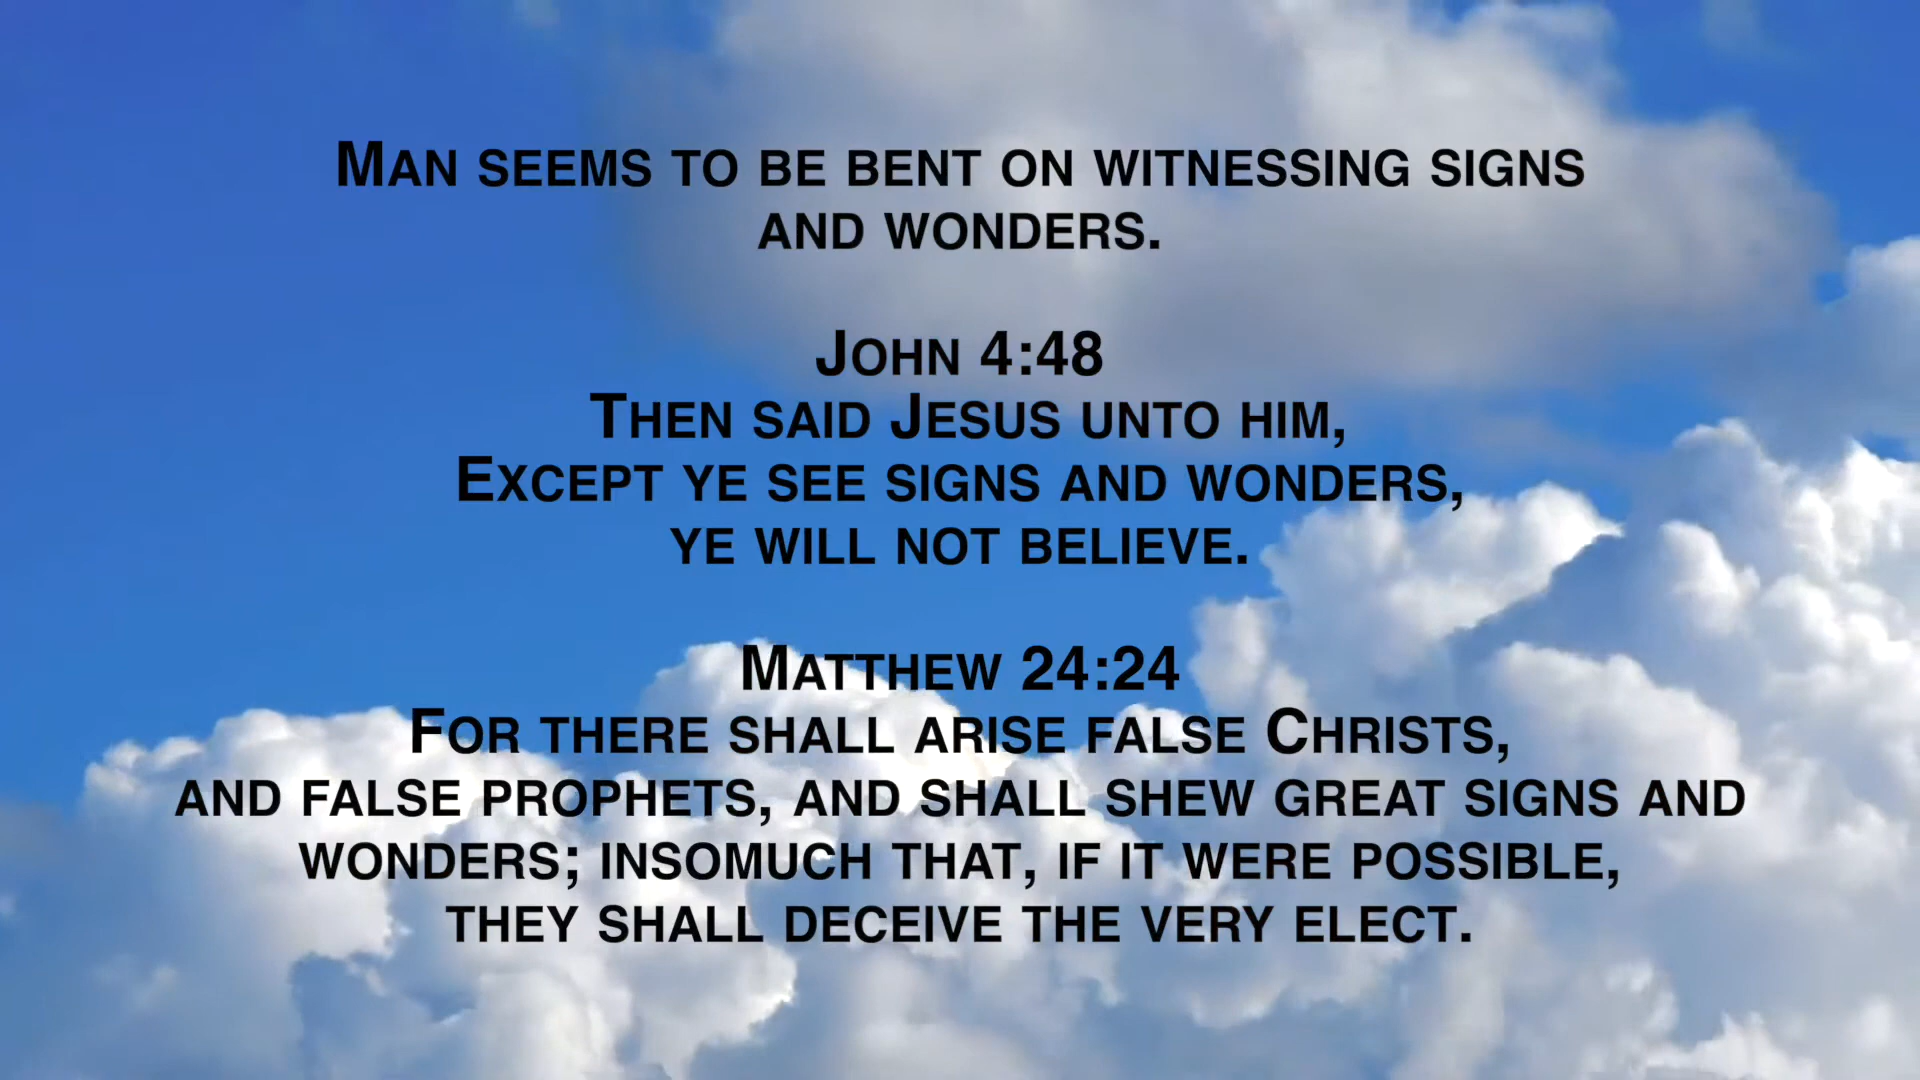 Man seems to be bent on witnessing signs
and wonders.
John 4:48
Then said Jesus unto him,
Except ye see signs and wonders,
ye will not believe.
Matthew 24:24
For there shall arise false Christs,
and false prophets, and shall shew great signs and
wonders; insomuch that, if it were possible,
they shall deceive the very elect.